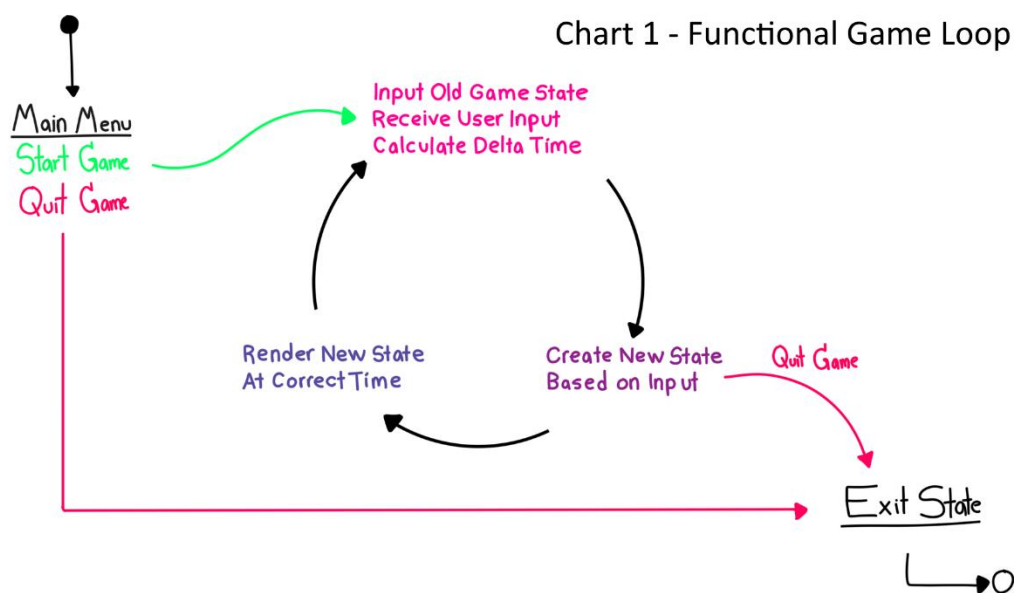 Chart 1 - Functional Game Loop
Main Menu
Start Game
Quit Game
Input Old Game State
Receive User Input
Calculate Delta Time
Render New State
At Correct Time
Create New State
Based on Input
Quit Game
Exit State